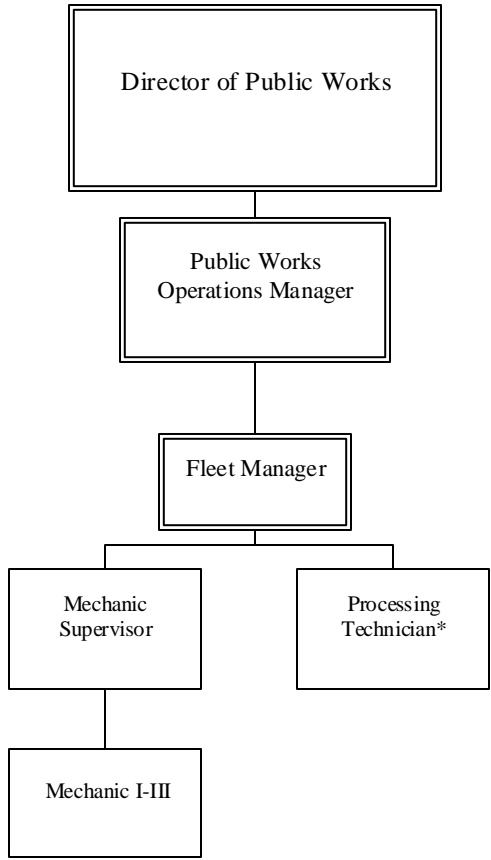 Director of Public Works
Public Works
Operations Manager
Fleet Manager
Mechanic
Supervisor
Processing
Technician*
Mechanic I-III